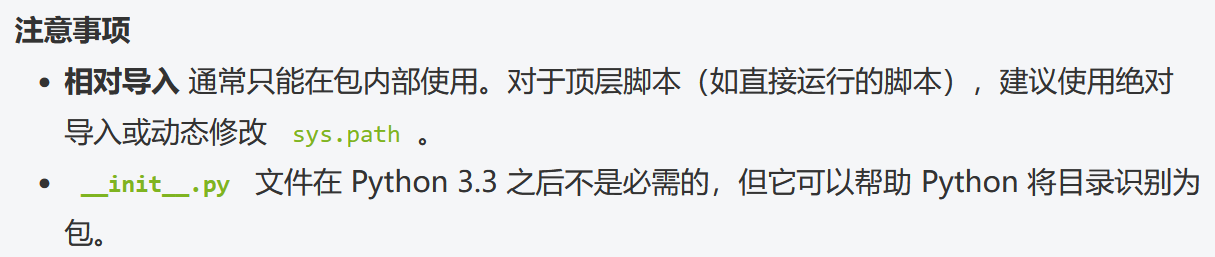 注意事项
• 相对导入 通常只能在包内部使用。对于顶层脚本（如直接运行的脚本），建议使用绝对
导入或动态修改 sys.path 。
• __init__.py 文件在 Python 3.3 之后不是必需的，但它可以帮助 Python 将目录识别为
包。